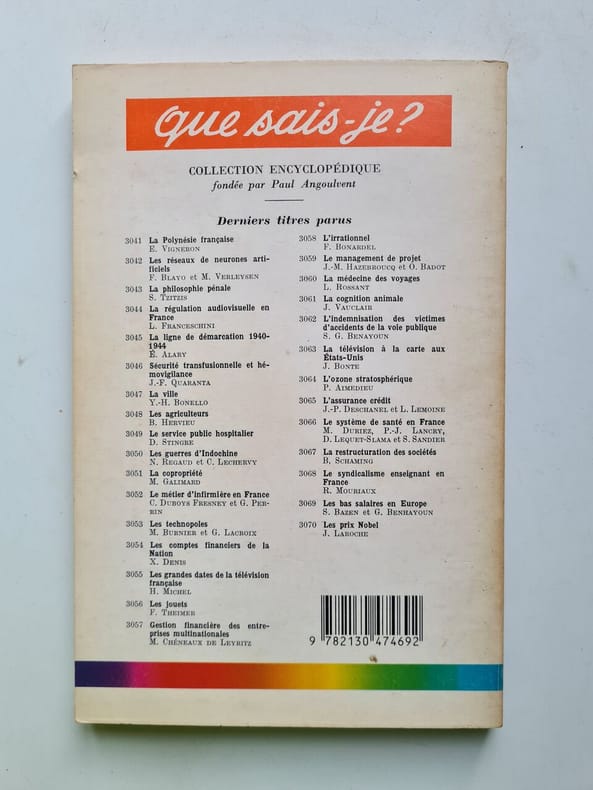 que sais-je?
COLLECTION ENCYCLOPÉDIQUE
fondée par Paul Angoulvent
Derniers titres parus
3041 La Polynésie française
E. VIGNERON
3042 Les réseaux de neurones arti-
ficiels
F. BLAYO et M. VERLEYSEN
3043 La philosophie pénale
S. TZITZIS
3044 La régulation audiovisuelle en
France
L. FRANCESCHINI
3045 La ligne de démarcation 1940-
1944
É. ALARY
3046 Sécurité transfusionnelle et hé-
movigilance
J.-F. QUARANTA
3047 La ville
Y.-H. BONELLO
3048 Les agriculteurs
B. HERVIEU
3049 Le service public hospitalier
D. STINGRE
3050 Les guerres d'Indochine
N. REGAUD et C. LECHERVY
3051 La copropriété
M. GALIMARD
3052 Le métier d'infirmière en France
C. DUBOYS FRESNEY et G. PER-
RIN
3053 Les technopoles
M. BURNIER et G. LACROIX
3054 Les comptes financiers de la
Nation
X. DENIS
3055 Les grandes dates de la télévision
française
H. MICHEL
3056 Les jouets
F. THEIMER
3057 Gestion financière des entre-
prises multinationales
M. CHÉNEAUX DE LEYRITZ
3058 L'irrationnel
F. BONARDEL
3059 Le management de projet
J.-M. HAZEBROUCQ et O. BADOT
3060 La médecine des voyages
L. ROSSANT
3061 La cognition animale
J. VAUCLAIR
3062 L'indemnisation des victimes
d'accidents de la voie publique
S. G. BENAYOUN
3063 La télévision à la carte aux
États-Unis
J. BONTE
3064 L'ozone stratosphérique
P. AIMEDIEU
3065 L'assurance crédit
J.-P. DESCHANEL et L. LEMOINE
3066 Le système de santé en France
M. DURIEZ, P.-J. LANCRY,
D. LEQUET-SLAMA et S. SANDIER
3067 La restructuration des sociétés
B. SCHAMING
3068 Le syndicalisme enseignant en
France
R. MOURIAUX
3069 Les bas salaires en Europe
S. BAZEN et G. BENHAYOUN
3070 Les prix Nobel
J. LAROCHE
9 782130 474692